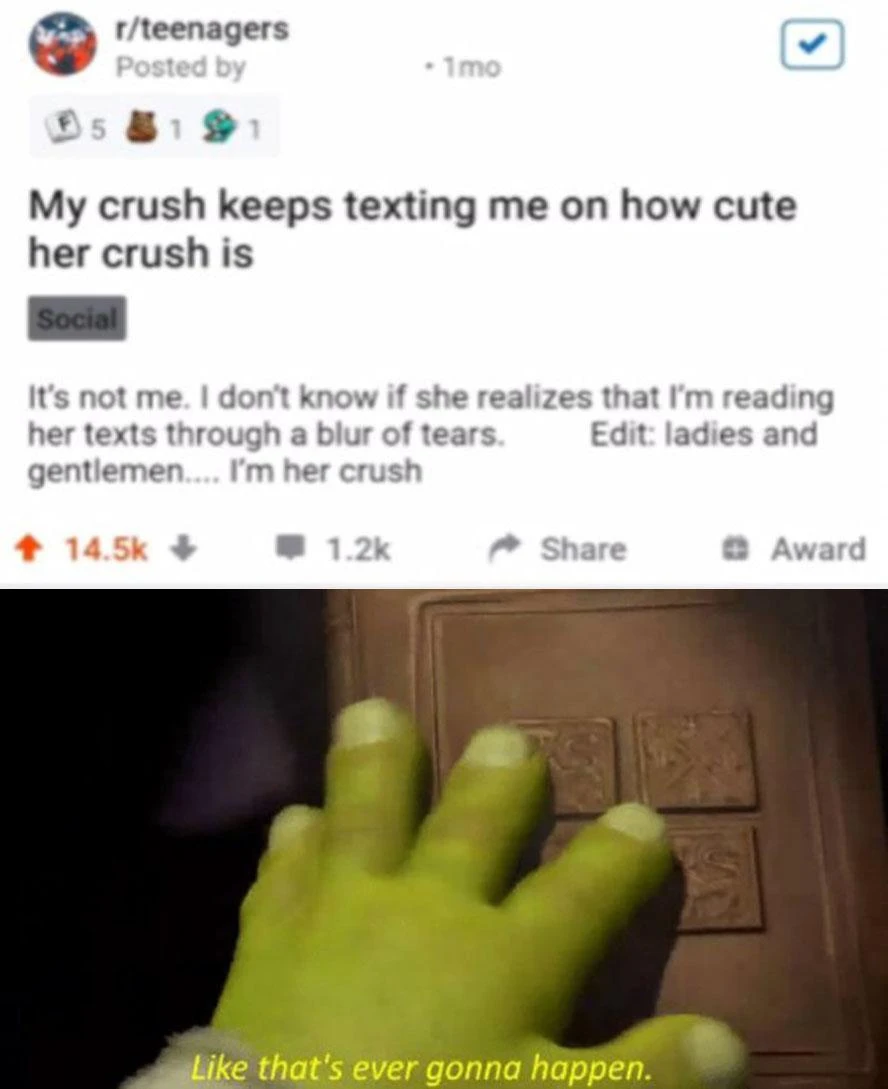 r/teenagers
Posted by • 1mo
5 1 1
My crush keeps texting me on how cute
her crush is
Social
It's not me. I don't know if she realizes that I'm reading
her texts through a blur of tears. Edit: ladies and
gentlemen.... I'm her crush
14.5k 1.2k Share Award
Like that's ever gonna happen.